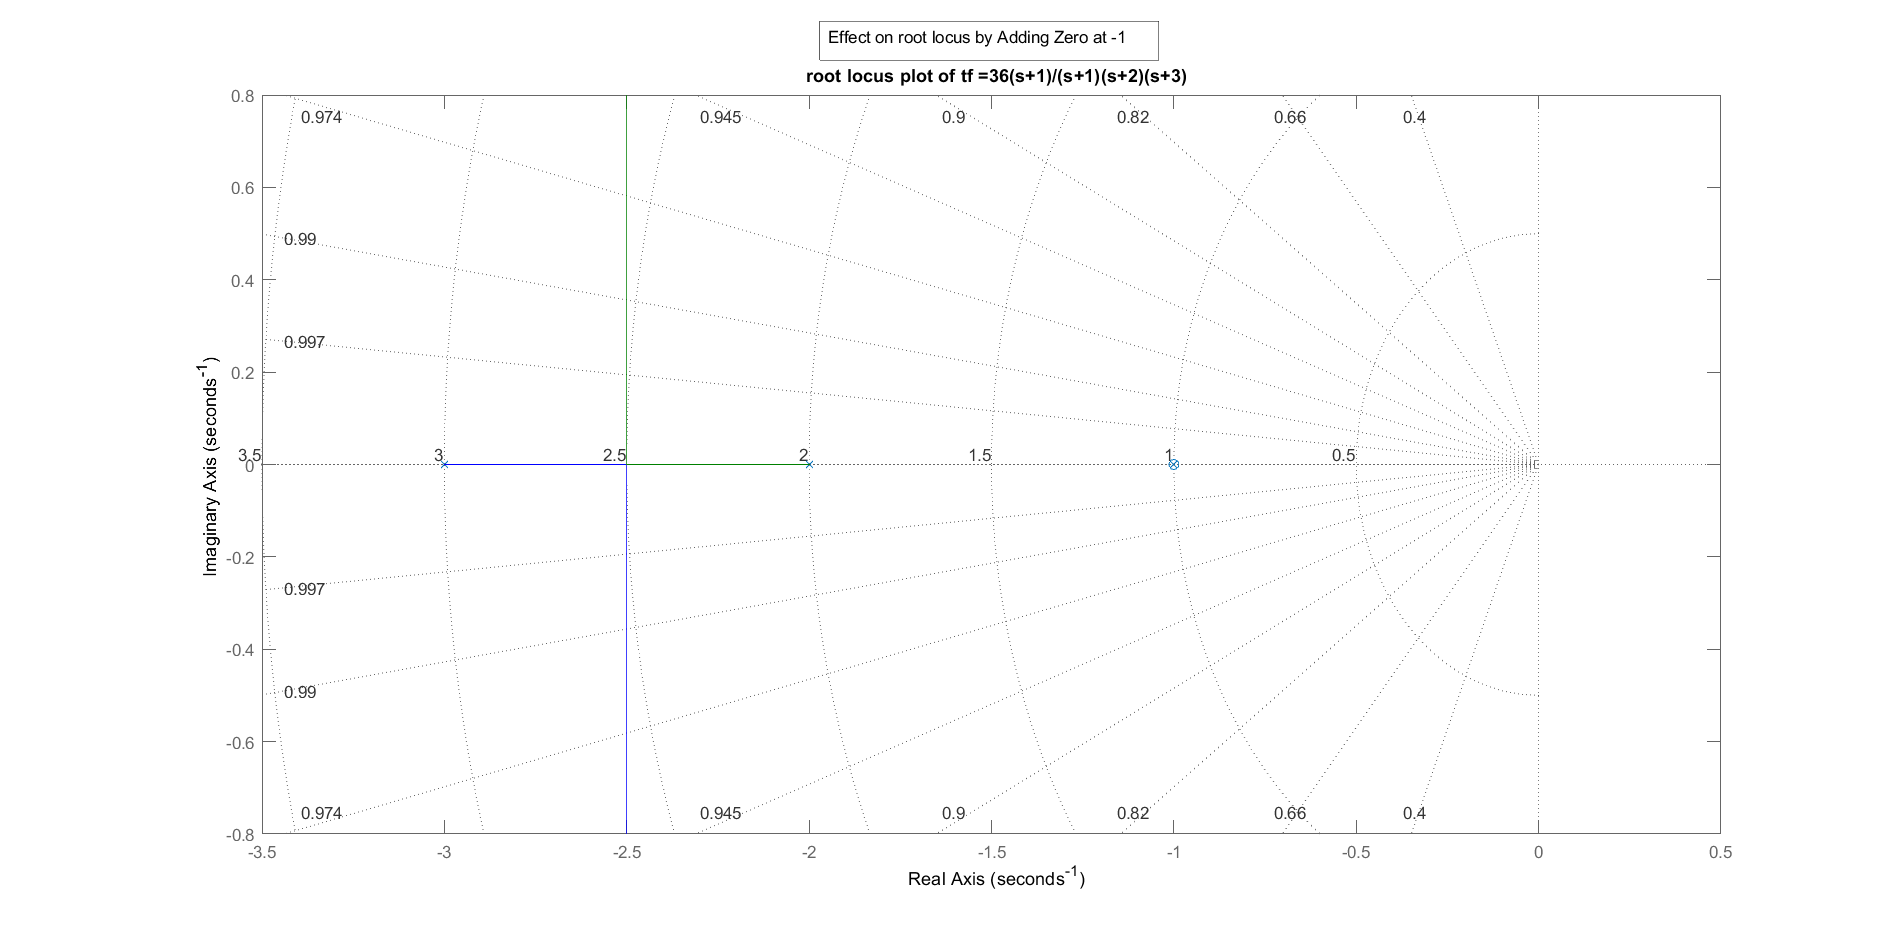 Effect on root locus by Adding Zero at -1
root locus plot of tf =36(s+1)/(s+1)(s+2)(s+3)
0.8
0.974 0.945 0.9 0.82 0.66 0.4
0.6
0.99
0.4
0.997
0.2
3.5 3 2.5 2 1.5 1 0.5
0
-0.2
0.997
-0.4
0.99
-0.6
0.974 0.945 0.9 0.82 0.66 0.4
-0.8
-3.5 -3 -2.5 -2 -1.5 -1 -0.5 0 0.5
Real Axis (seconds⁻¹)
Imaginary Axis (seconds⁻¹)